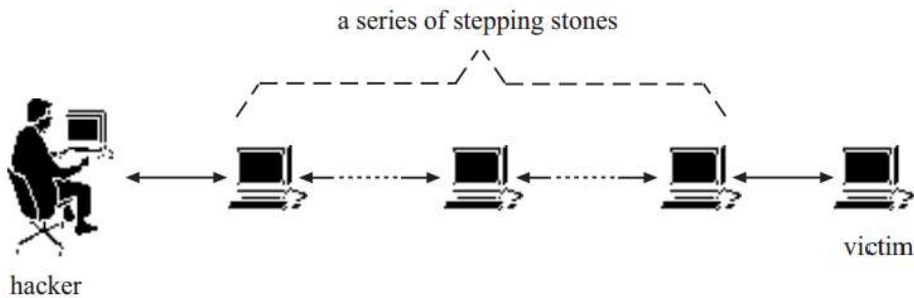 a series of stepping stones
victim
hacker